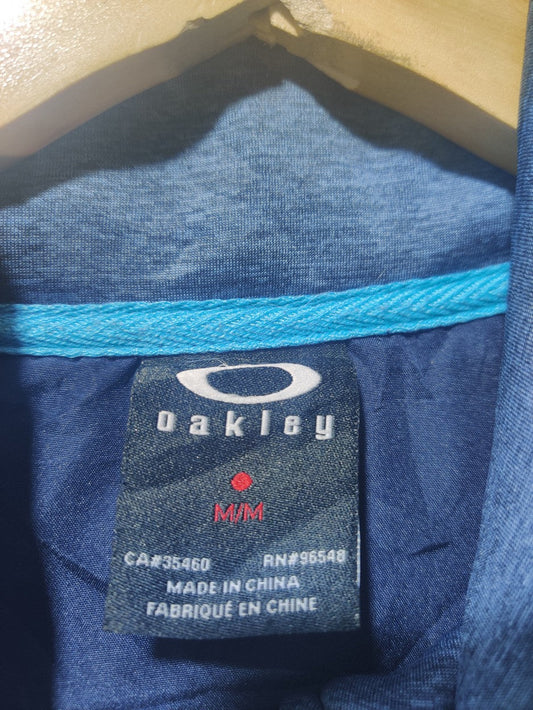 oakley
M/M
CA#35460 RN#96548
MADE IN CHINA
FABRIQUÉ EN CHINE